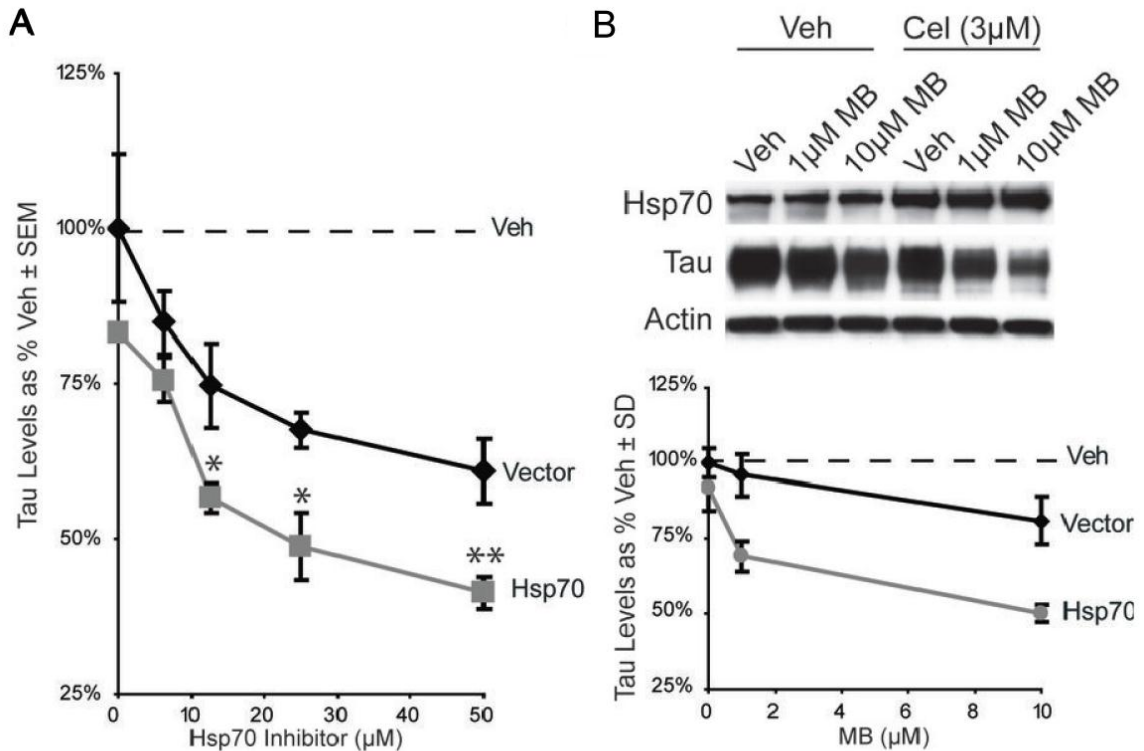 A
125%
100%
75%
50%
25%
Tau Levels as % Veh ± SEM
Veh
Vector
Hsp70
*
*
**
0
10
20
30
40
50
Hsp70 Inhibitor (µM)
B
Veh
Cel (3µM)
Veh
1µM MB
10µM MB
Veh
1µM MB
10µM MB
Hsp70
Tau
Actin
125%
100%
75%
50%
25%
Tau Levels as % Veh ± SD
Veh
Vector
Hsp70
0
2
4
6
8
10
MB (µM)